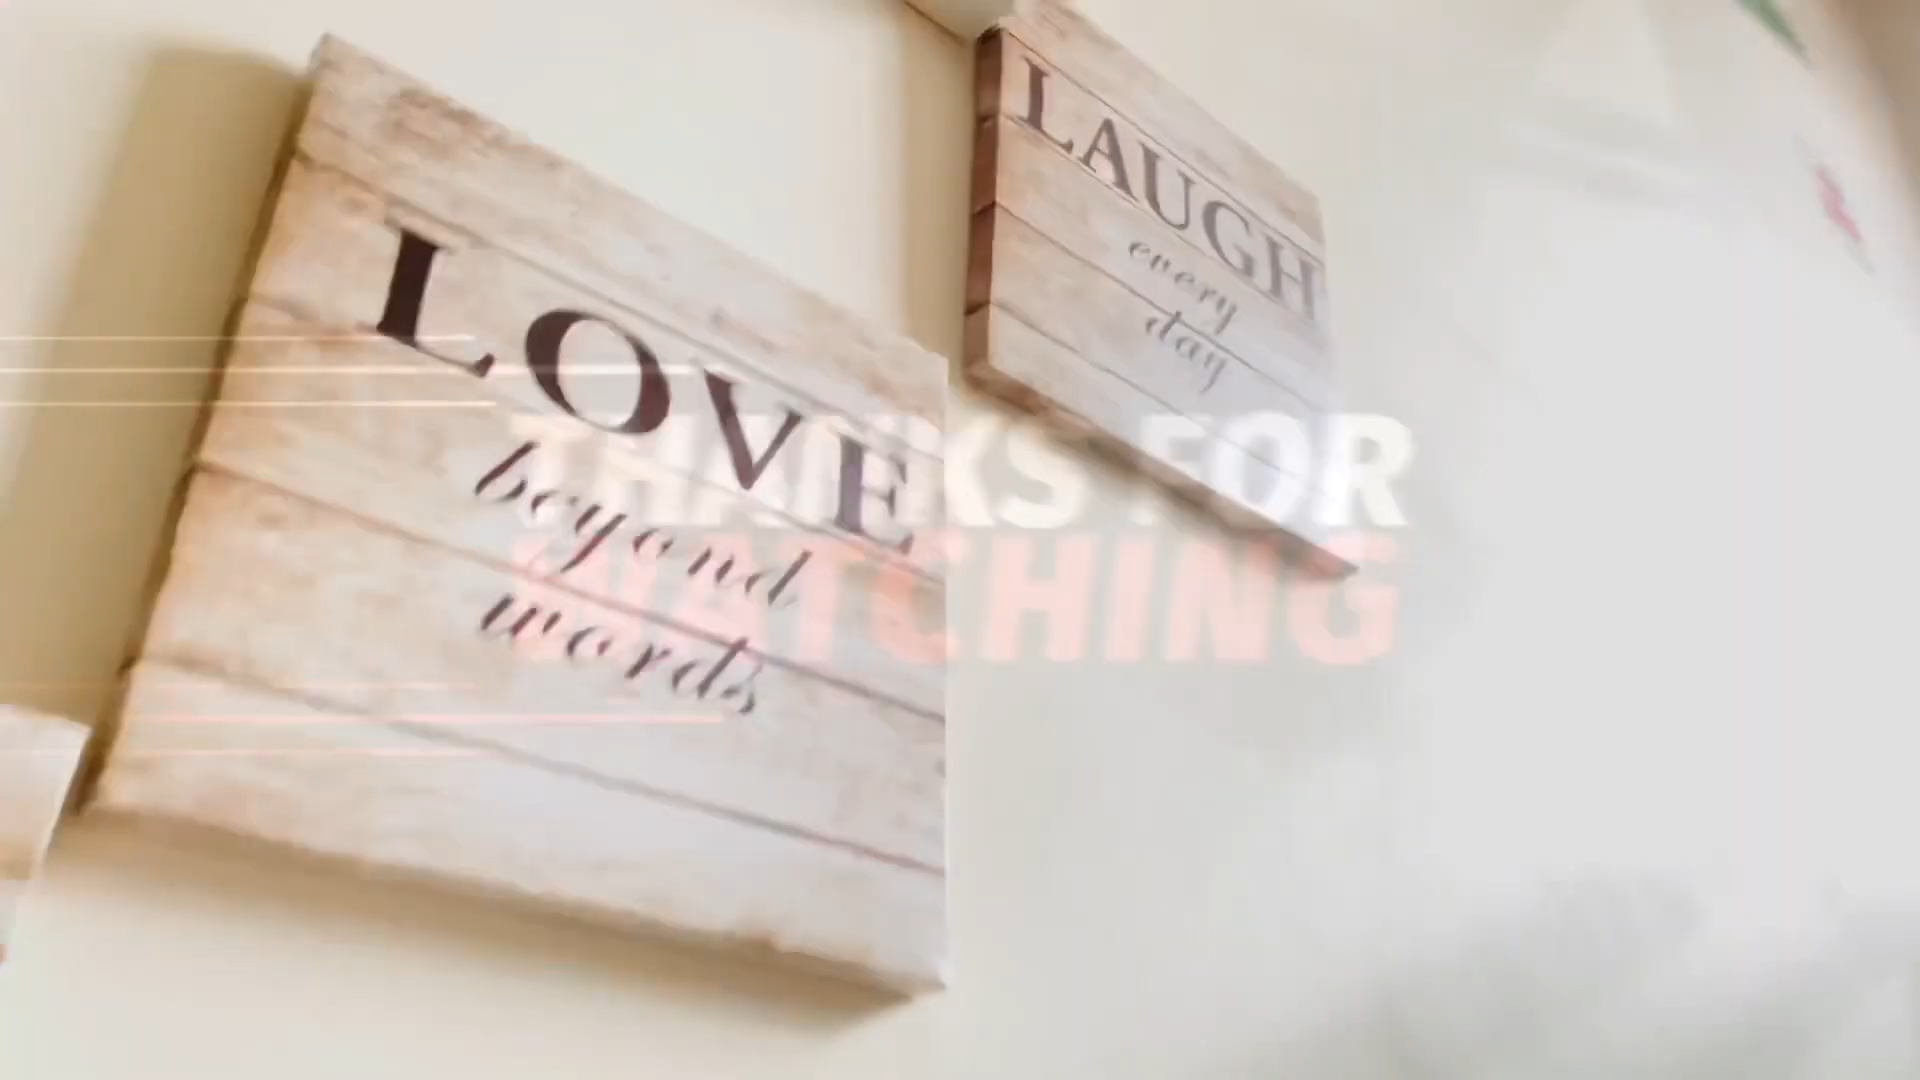 LOVE
beyond
words
LAUGH
every
day
THANKS FOR
WATCHING